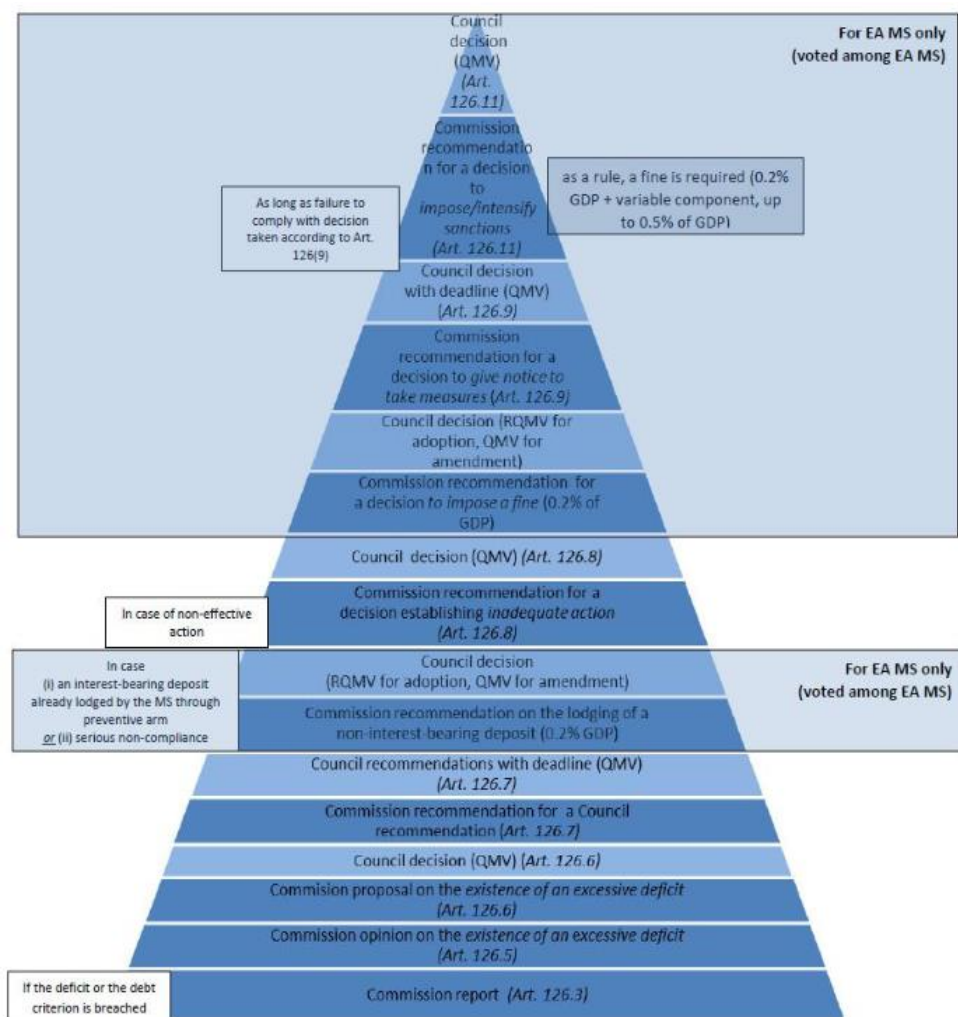 Council
decision
(QMV)
(Art.
126.11)
For EA MS only
(voted among EA MS)
Commission
recommendatio
n for a decision
to
impose/intensify
sanctions
(Art. 126.11)
as a rule, a fine is required (0.2%
GDP + variable component, up
to 0.5% of GDP)
As long as failure to
comply with decision
taken according to Art.
126(9)
Council decision
with deadline (QMV)
(Art. 126.9)
Commission
recommendation for a
decision to give notice to
take measures (Art. 126.9)
Council decision (RQMV for
adoption, QMV for
amendment)
Commission recommendation for
a decision to impose a fine (0.2% of
GDP)
Council decision (QMV) (Art. 126.8)
Commission recommendation for a
decision establishing inadequate action
(Art. 126.8)
In case of non-effective
action
In case
(i) an interest-bearing deposit
already lodged by the MS through
preventive arm
or (ii) serious non-compliance
Council decision
(RQMV for adoption, QMV for amendment)
For EA MS only
(voted among EA MS)
Commission recommendation on the lodging of a
non-interest-bearing deposit (0.2% GDP)
Council recommendations with deadline (QMV)
(Art. 126.7)
Commission recommendation for a Council
recommendation (Art. 126.7)
Council decision (QMV) (Art. 126.6)
Commision proposal on the existence of an excessive deficit
(Art. 126.6)
Commission opinion on the existence of an excessive deficit
(Art. 126.5)
If the deficit or the debt
criterion is breached
Commission report (Art. 126.3)